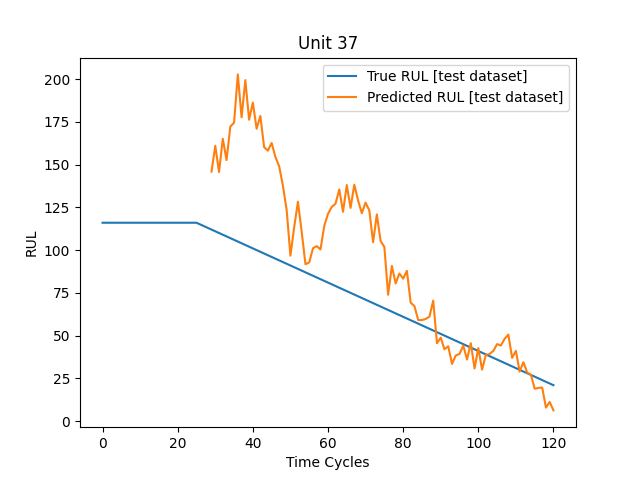 Unit 37
True RUL [test dataset]
Predicted RUL [test dataset]
RUL
200
175
150
125
100
75
50
25
0
0 20 40 60 80 100 120
Time Cycles